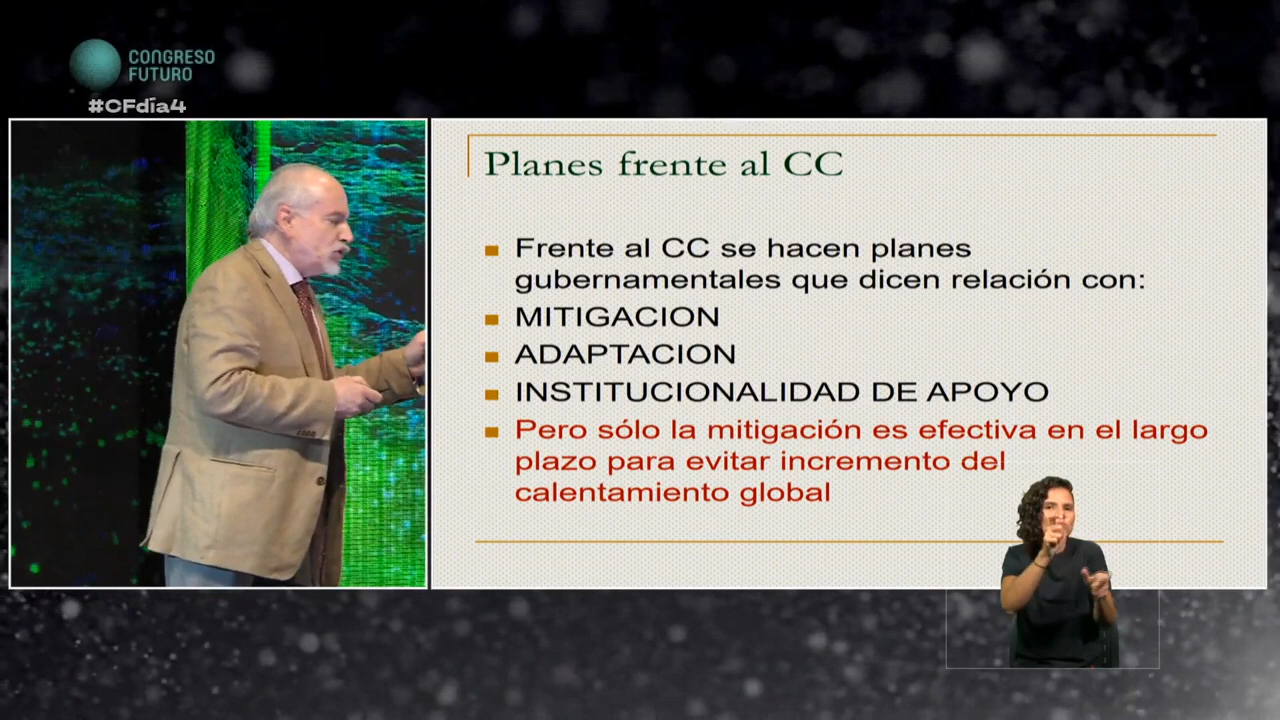 CONGRESO
FUTURO
#CFdía4
Planes frente al CC
Frente al CC se hacen planes
gubernamentales que dicen relación con:
MITIGACION
ADAPTACION
INSTITUCIONALIDAD DE APOYO
Pero sólo la mitigación es efectiva en el largo
plazo para evitar incremento del
calentamiento global